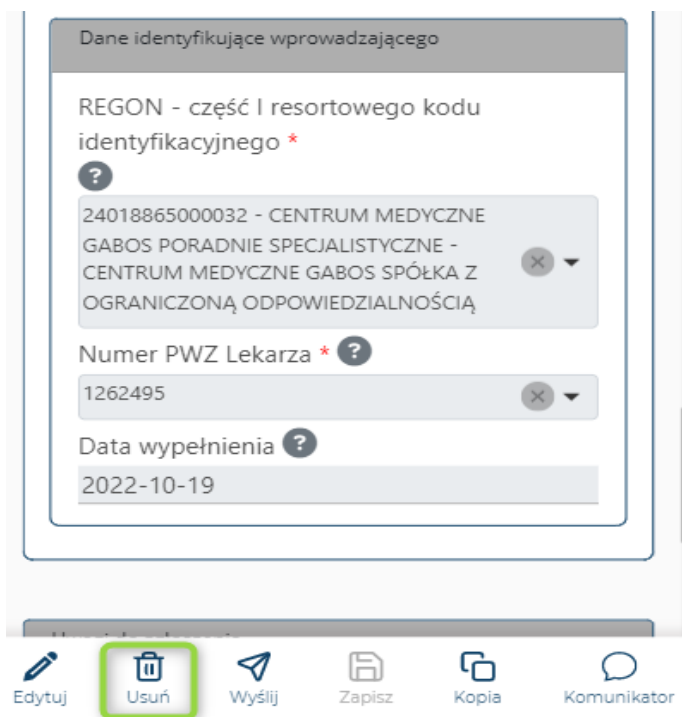 Dane identyfikujące wprowadzającego
REGON - część I resortowego kodu
identyfikacyjnego *
?
24018865000032 - CENTRUM MEDYCZNE
GABOS PORADNIE SPECJALISTYCZNE -
CENTRUM MEDYCZNE GABOS SPÓŁKA Z
OGRANICZONĄ ODPOWIEDZIALNOŚCIĄ
Numer PWZ Lekarza * ?
1262495
Data wypełnienia ?
2022-10-19
Edytuj Usuń Wyślij Zapisz Kopia Komunikator